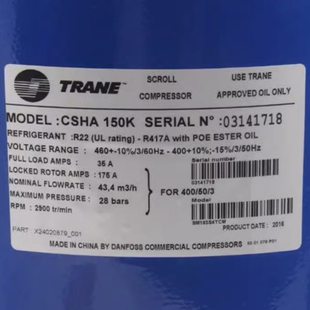 TRANE
SCROLL COMPRESSOR
USE TRANE APPROVED OIL ONLY
MODEL :CSHA 150K SERIAL N° :03141718
REFRIGERANT :R22 (UL rating) - R417A with POE ESTER OIL
VOLTAGE RANGE : 460+-10%/3/60Hz - 400+10%;-15%/3/50Hz
FULL LOAD AMPS : 35 A
LOCKED ROTOR AMPS : 175 A
NOMINAL FLOWRATE : 43,4 m3/h
MAXIMUM PRESSURE : 28 bars
RPM : 2900 tr/min
FOR 400/50/3
Serial number
03141718
Model
PRODUCT DATE : 2016
PART X24020879_001
MADE IN CHINA BY DANFOSS COMMERCIAL COMPRESSORS